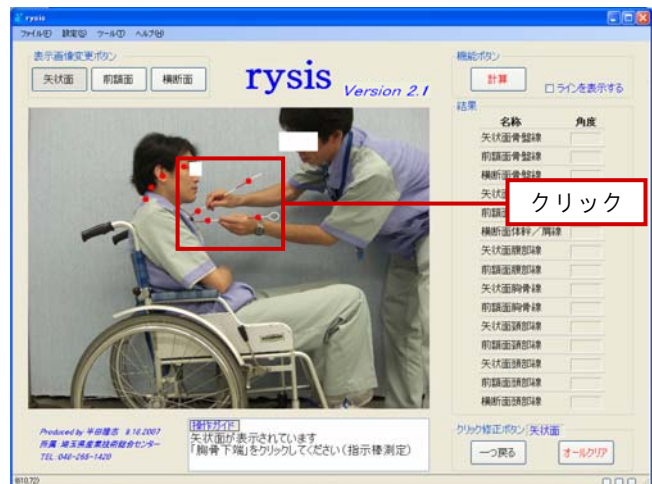 rysis
ファイル(F) 設定(S) ツール(T) ヘルプ(H)
表示画像変更ボタン
矢状面 前額面 横断面
rysis Version 2.1
機能ボタン
計算
ラインを表示する
結果
名称 角度
矢状面骨盤線
前額面骨盤線
横断面骨盤線
クリック
横断面体幹／肩線
矢状面腹部線
前額面腹部線
矢状面胸骨線
前額面胸骨線
矢状面頚部線
前額面頚部線
矢状面頭部線
前額面頭部線
横断面頭部線
Produced by 半田隆志 8.10.2007
所属：埼玉県産業技術総合センター
TEL：048-265-1420
操作ガイド
矢状面が表示されています
「胸骨下端」をクリックしてください（指示棒測定）
クリック修正ボタン 矢状面
一つ戻る オールクリア